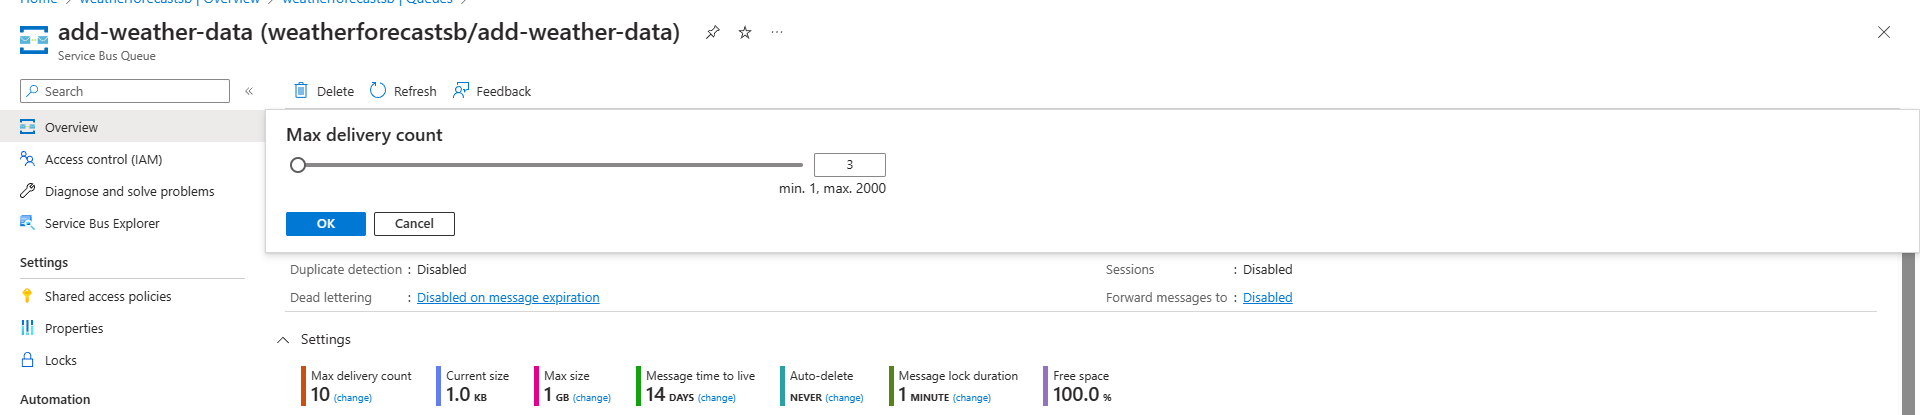 Home > weatherforecastsb | Overview > weatherforecastsb | Queues >
add-weather-data (weatherforecastsb/add-weather-data)
Service Bus Queue
Search
Delete Refresh Feedback
Overview
Access control (IAM)
Diagnose and solve problems
Service Bus Explorer
Settings
Shared access policies
Properties
Locks
Automation
Max delivery count
3
min. 1, max. 2000
OK Cancel
Duplicate detection : Disabled
Sessions : Disabled
Dead lettering : Disabled on message expiration
Forward messages to : Disabled
Settings
Max delivery count
10 (change)
Current size
1.0 KB
Max size
1 GB (change)
Message time to live
14 DAYS (change)
Auto-delete
NEVER (change)
Message lock duration
1 MINUTE (change)
Free space
100.0 %